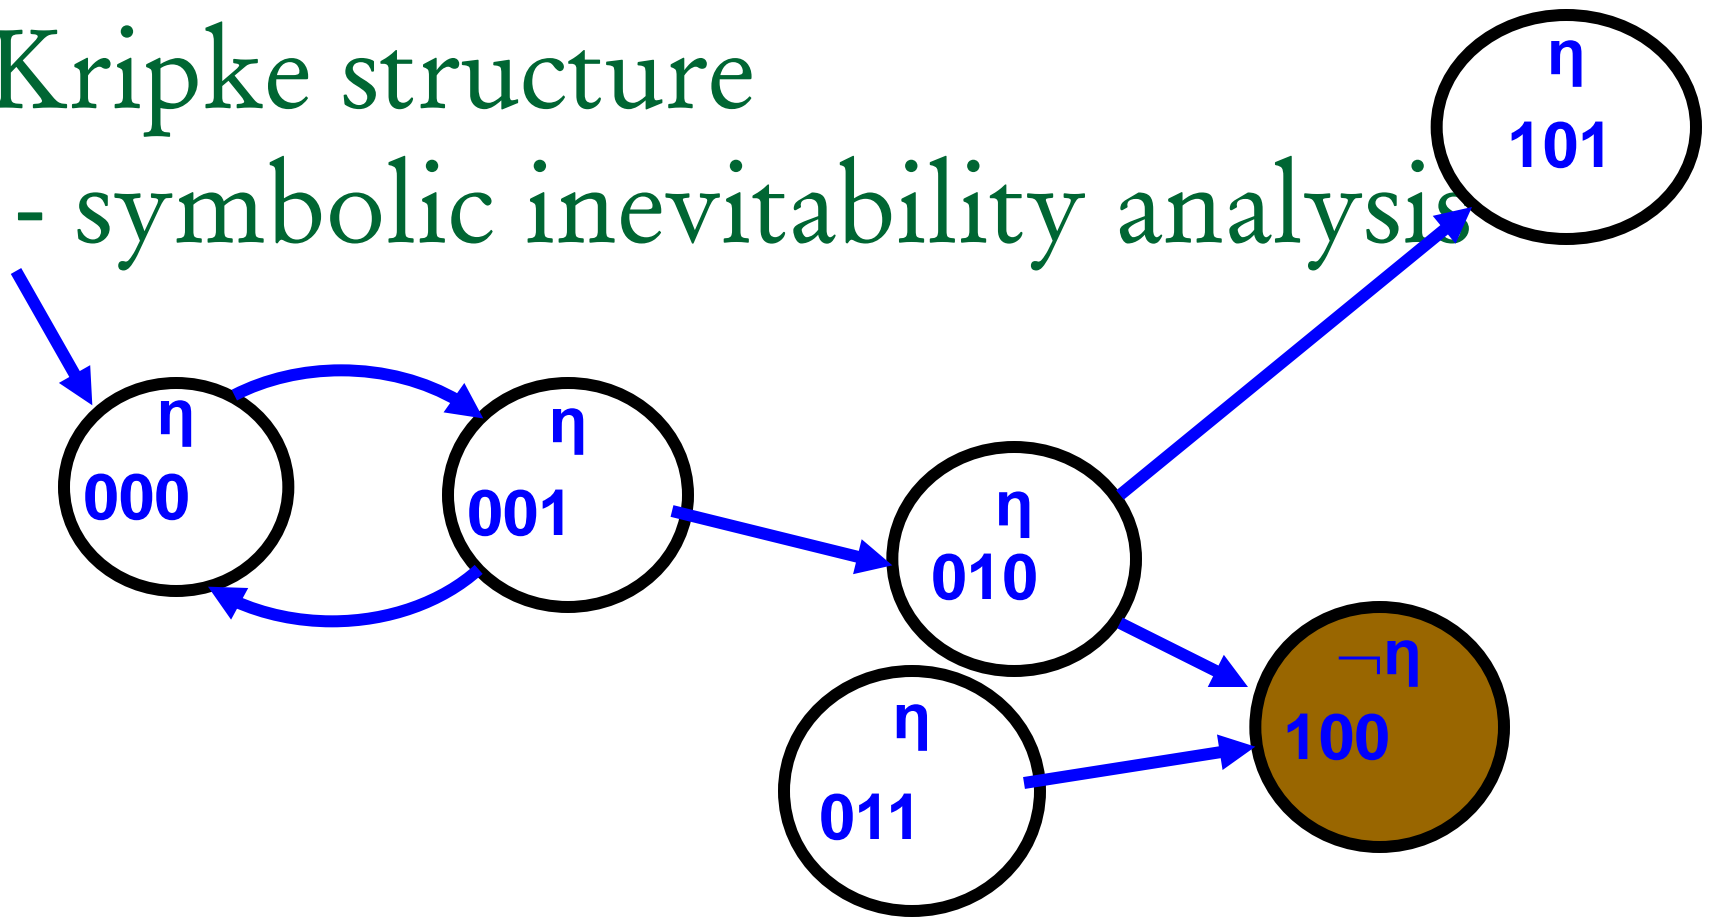 Kripke structure
- symbolic inevitability analysis
η
101
η
000
η
001
η
010
η
011
¬η
100